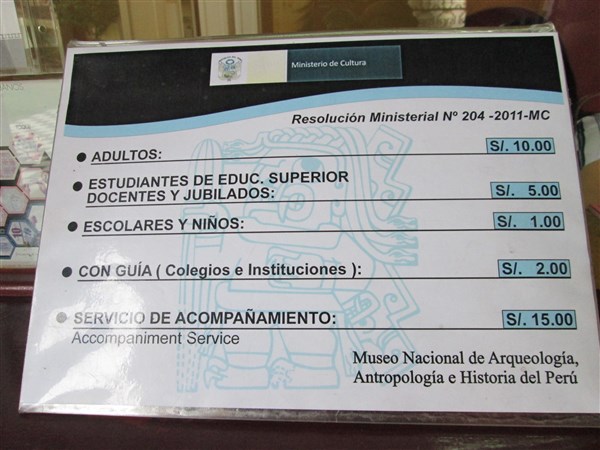 Ministerio de Cultura
Resolución Ministerial Nº 204 -2011-MC
ADULTOS: S/. 10.00
ESTUDIANTES DE EDUC. SUPERIOR
DOCENTES Y JUBILADOS: S/. 5.00
ESCOLARES Y NIÑOS: S/. 1.00
CON GUÍA ( Colegios e Instituciones ): S/. 2.00
SERVICIO DE ACOMPAÑAMIENTO: S/. 15.00
Accompaniment Service
Museo Nacional de Arqueología,
Antropología e Historia del Perú